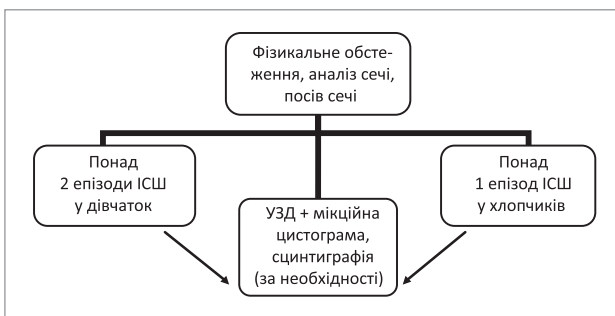 Фізикальне обсте-
ження, аналіз сечі,
посів сечі
Понад
2 епізоди ІСШ
у дівчаток
УЗД + мікційна
цистограма,
сцинтиграфія
(за необхідності)
Понад
1 епізод ІСШ
у хлопчиків